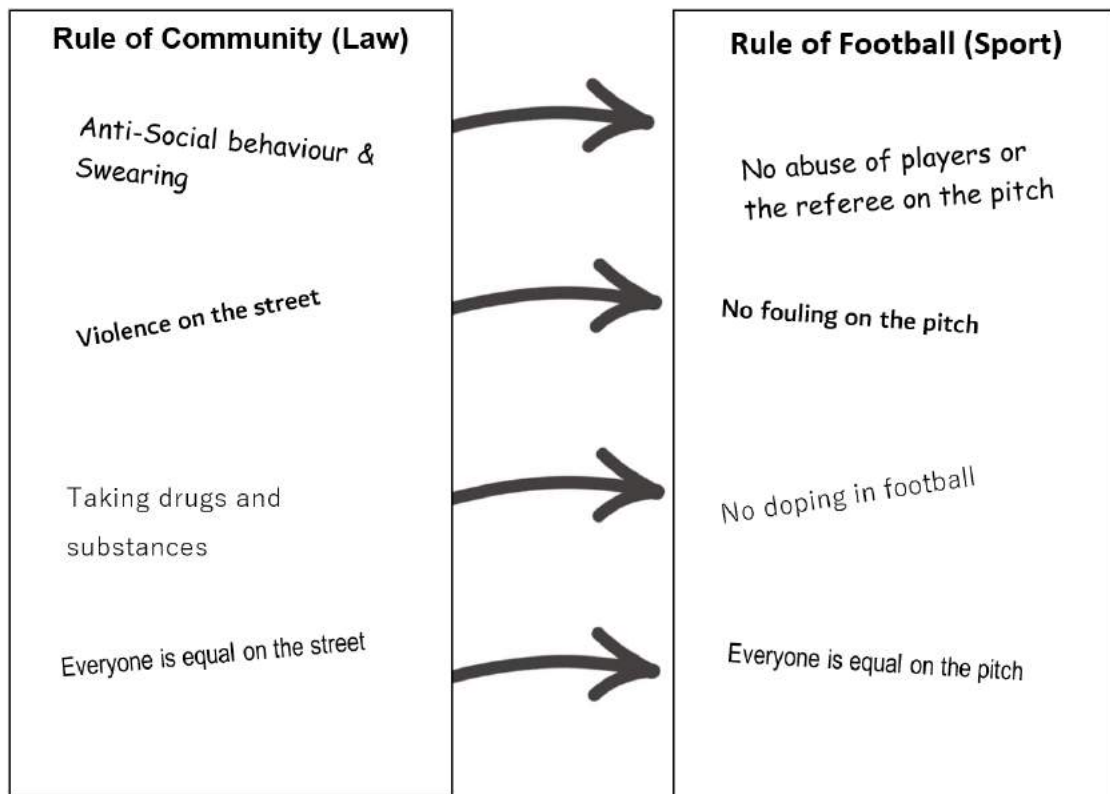 Rule of Community (Law)
Rule of Football (Sport)
Anti-Social behaviour &
Swearing
No abuse of players or
the referee on the pitch
Violence on the street
No fouling on the pitch
Taking drugs and
substances
No doping in football
Everyone is equal on the street
Everyone is equal on the pitch